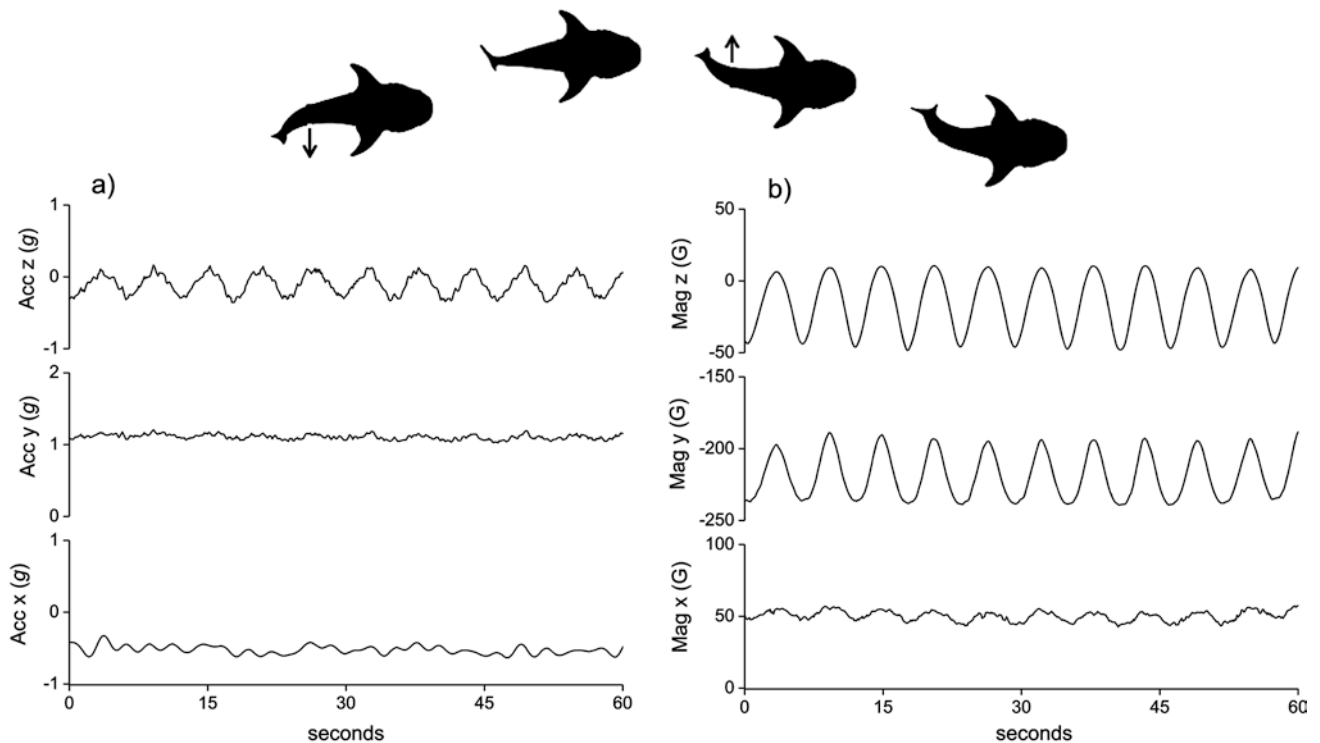 a)
Acc z (g)
1
0
-1
Acc y (g)
2
1
0
Acc x (g)
1
0
-1
0 15 30 45 60
seconds
b)
Mag z (G)
50
0
-50
Mag y (G)
-150
-200
-250
Mag x (G)
100
50
0
0 15 30 45 60
seconds